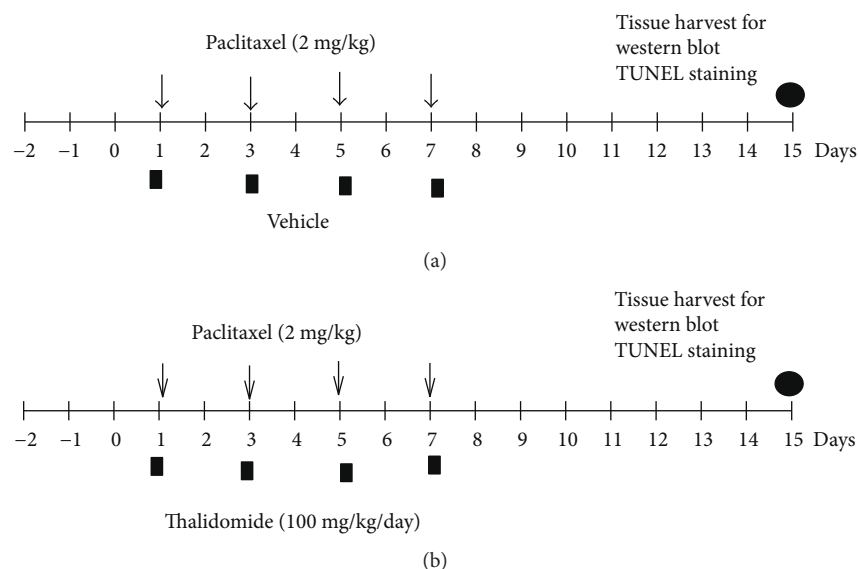 Paclitaxel (2 mg/kg)
Tissue harvest for
western blot
TUNEL staining
−2 −1 0 1 2 3 4 5 6 7 8 9 10 11 12 13 14 15 Days
Vehicle
(a)
Paclitaxel (2 mg/kg)
Tissue harvest for
western blot
TUNEL staining
−2 −1 0 1 2 3 4 5 6 7 8 9 10 11 12 13 14 15 Days
Thalidomide (100 mg/kg/day)
(b)